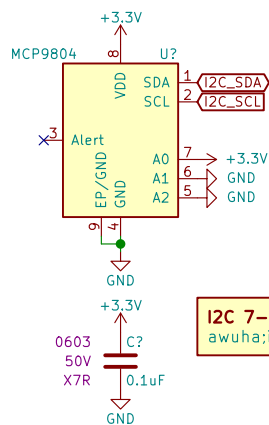 +3.3V
MCP9804 U?
8
VDD
SDA 1 I2C_SDA
SCL 2 I2C_SCL
3 Alert
A0 7 +3.3V
A1 6 GND
A2 5 GND
EP/GND
GND
9 4
GND
+3.3V
0603 C?
50V
X7R 0.1uF
GND
I2C 7-
awuha;i